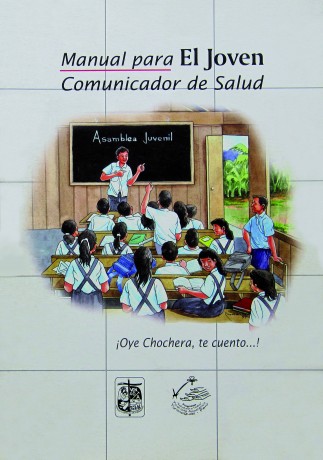 Manual para El Joven
Comunicador de Salud
Asamblea Juvenil
¡Oye Chochera, te cuento...!